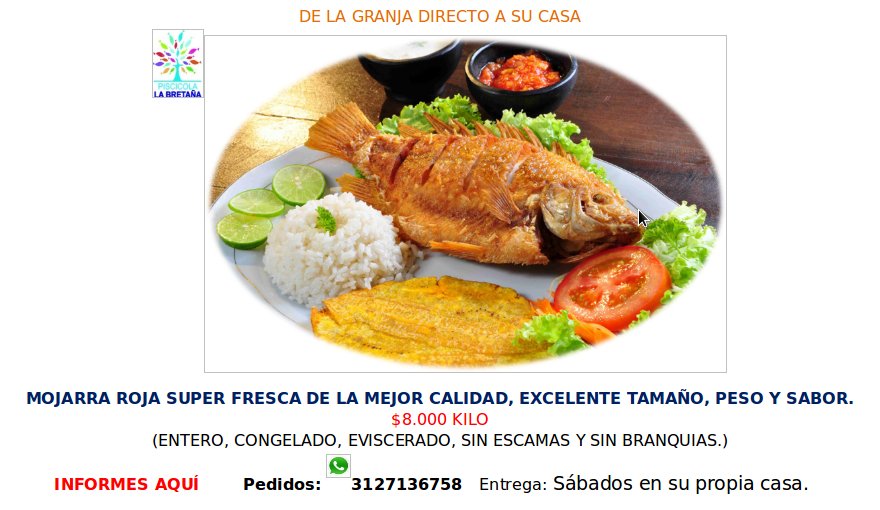 DE LA GRANJA DIRECTO A SU CASA
PISCICOLA
LA BRETAÑA
MOJARRA ROJA SUPER FRESCA DE LA MEJOR CALIDAD, EXCELENTE TAMAÑO, PESO Y SABOR.
$8.000 KILO
(ENTERO, CONGELADO, EVISCERADO, SIN ESCAMAS Y SIN BRANQUIAS.)
INFORMES AQUÍ Pedidos: 3127136758 Entrega: Sábados en su propia casa.